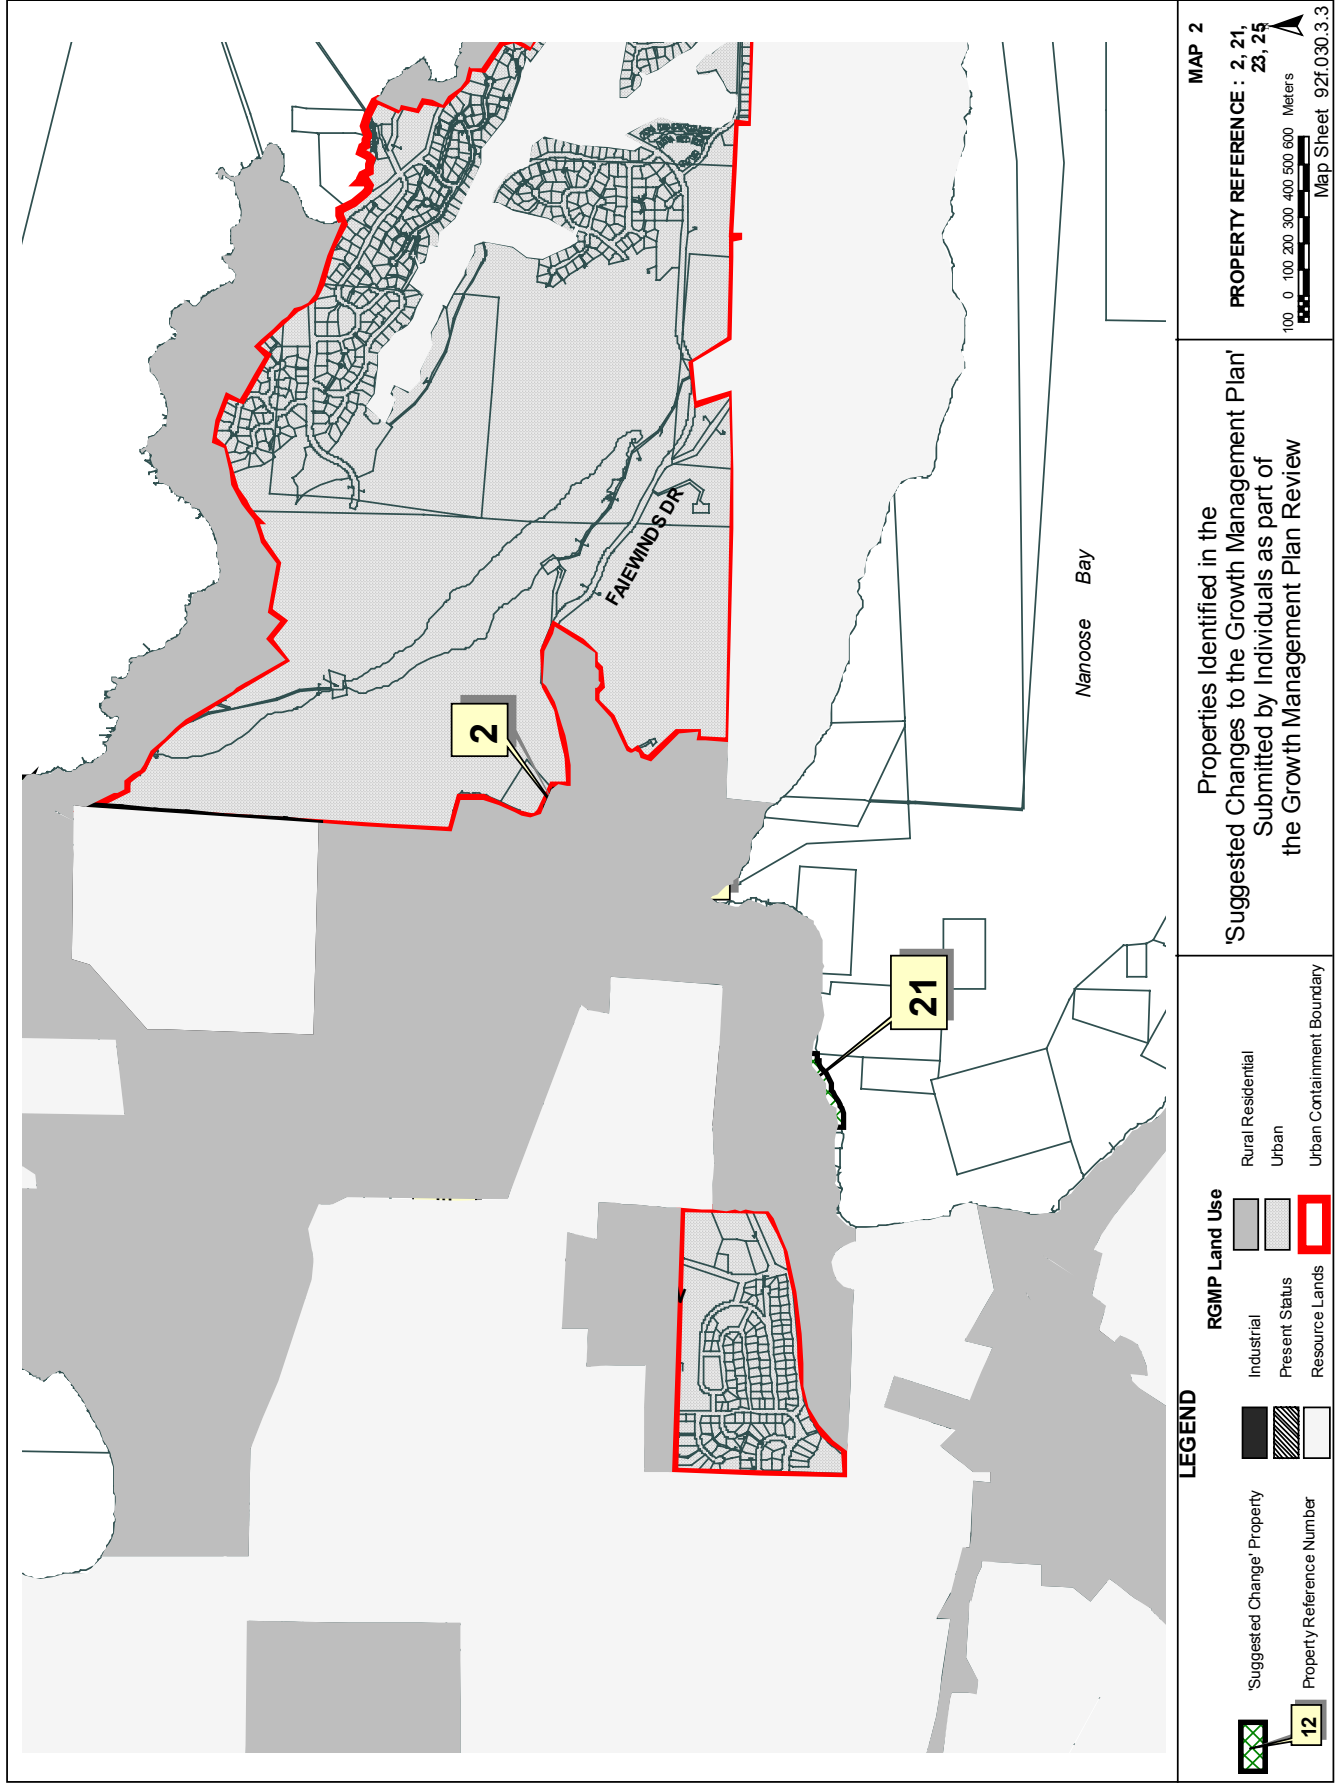 FAIEWINDS DR
2
21
Nanoose Bay
LEGEND
'Suggested Change' Property
12
Property Reference Number
RGMP Land Use
Industrial
Present Status
Resource Lands
Rural Residential
Urban
Urban Containment Boundary
Properties Identified in the
'Suggested Changes to the Growth Management Plan'
Submitted by Individuals as part of
the Growth Management Plan Review
MAP 2
PROPERTY REFERENCE : 2, 21,
23, 25
N
100 0 100 200 300 400 500 600 Meters
Map Sheet 92f.030.3.3